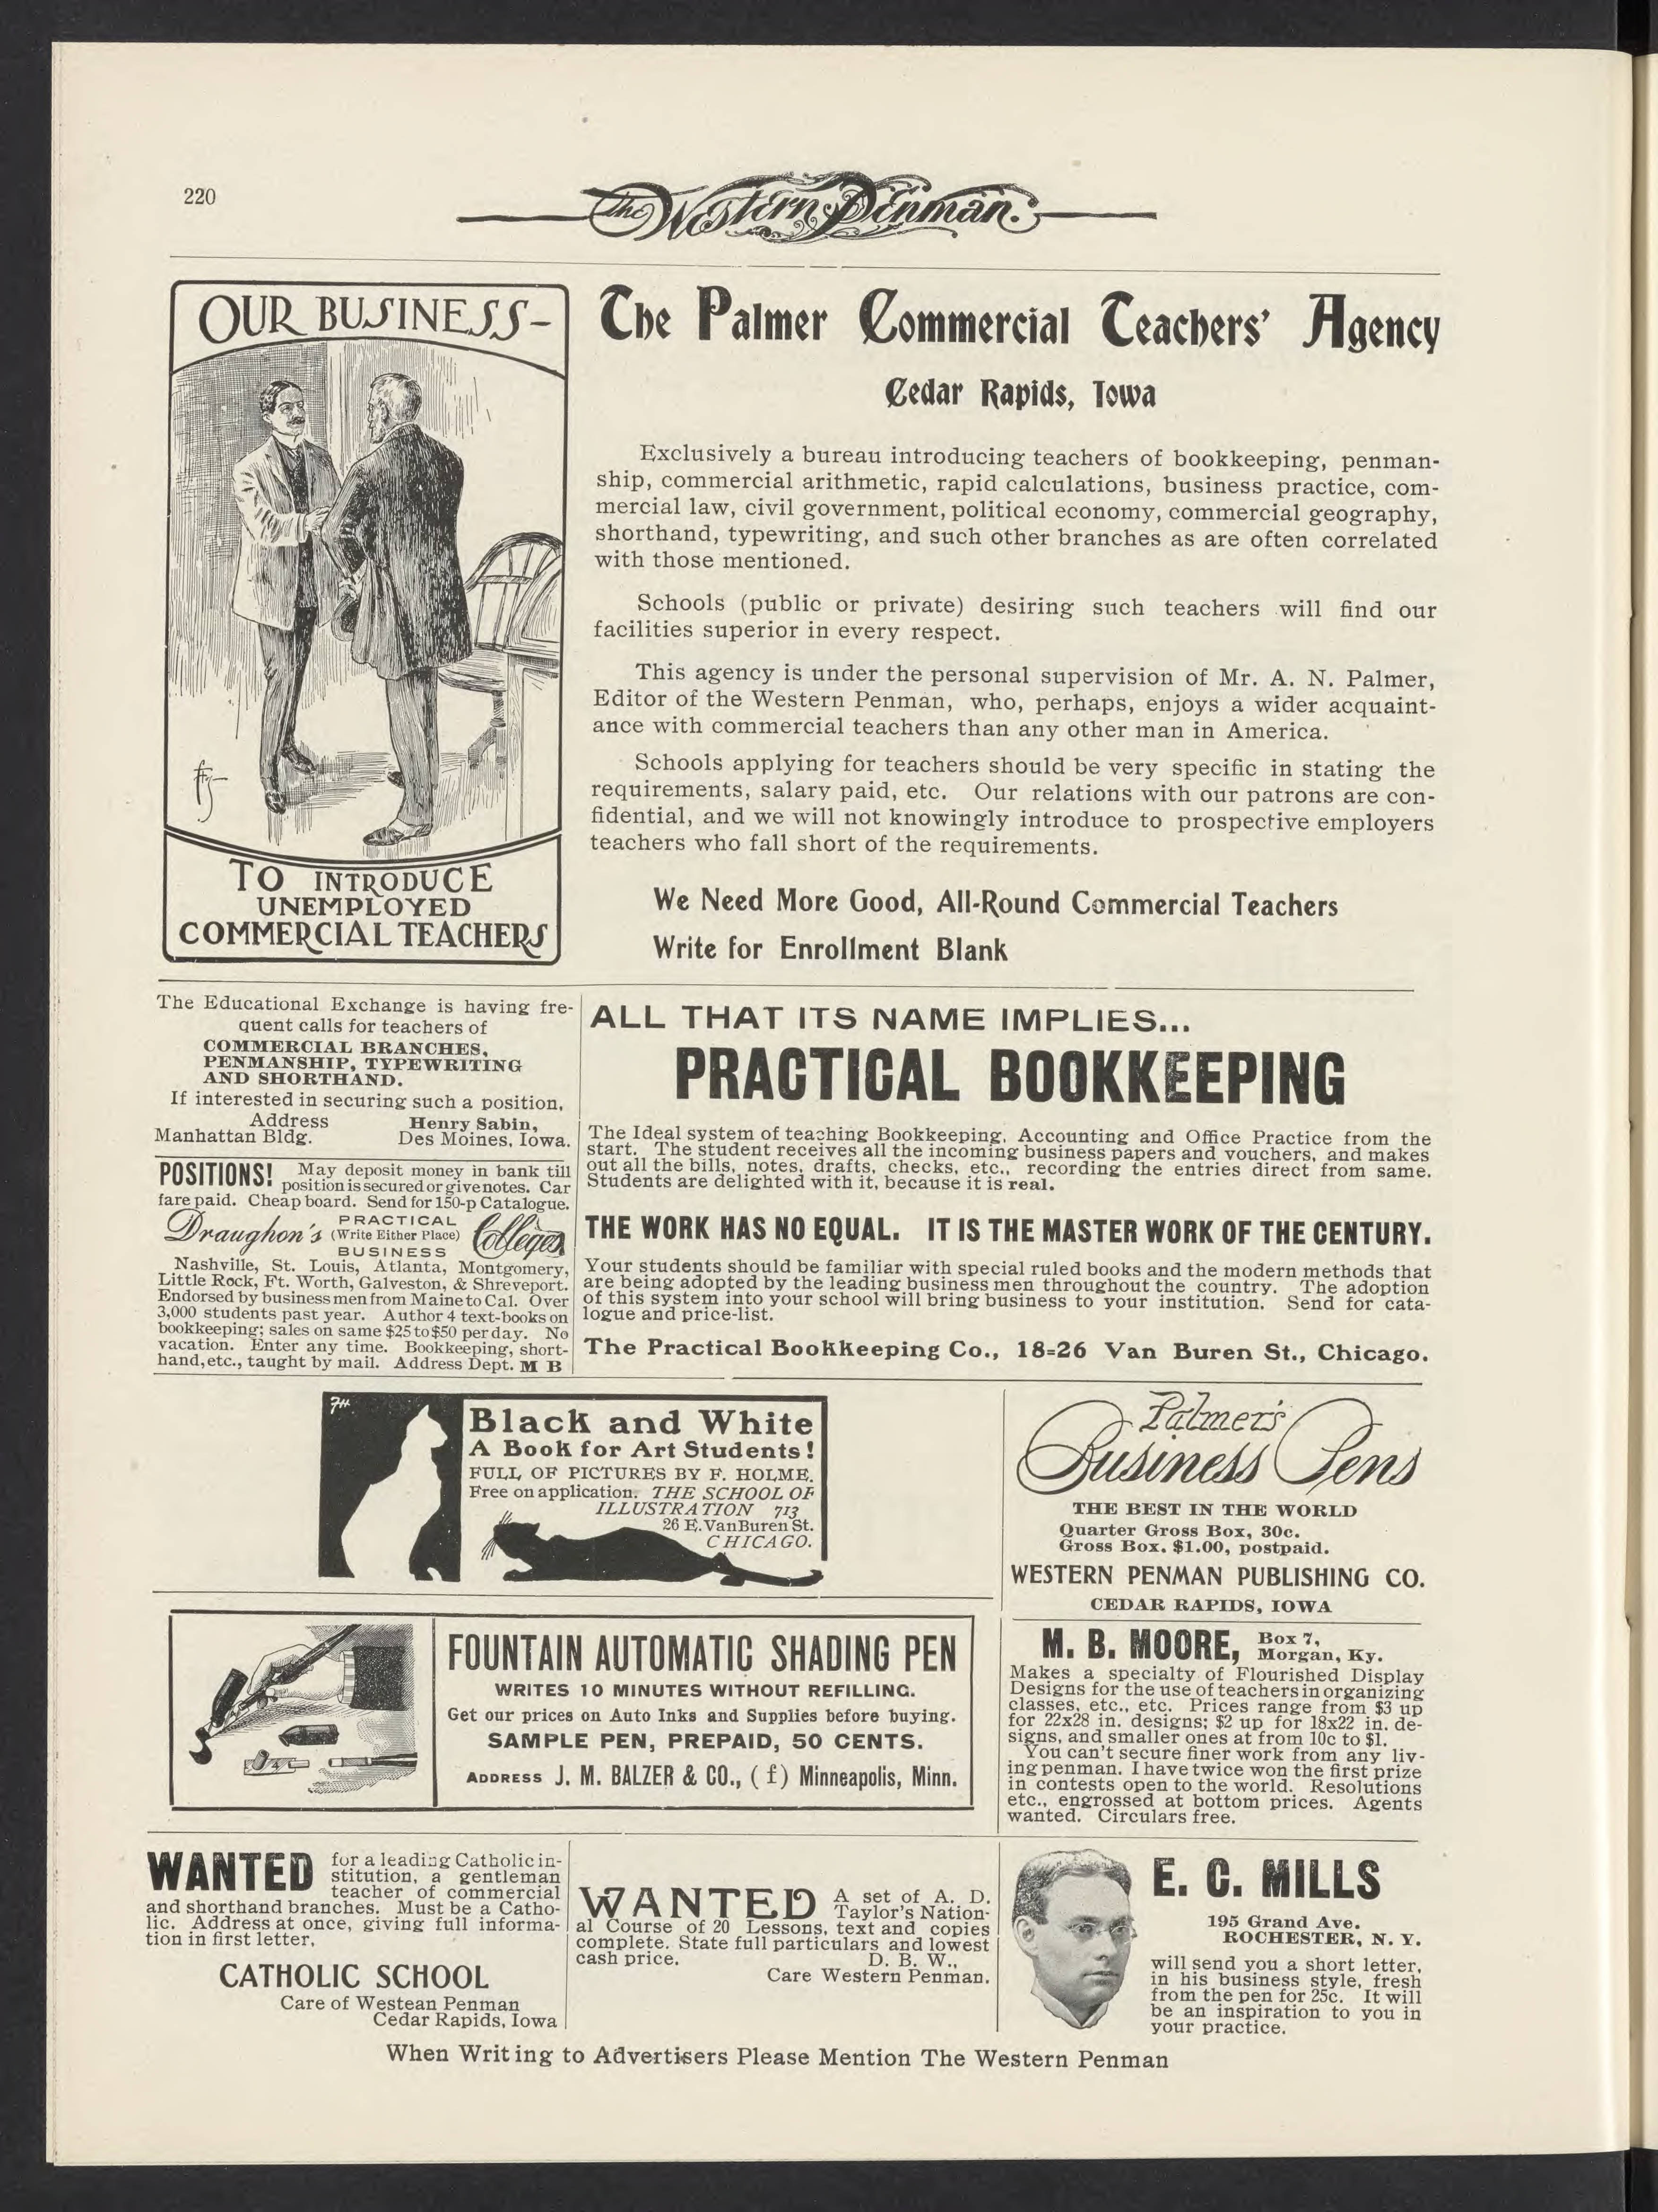 220
The Western Penman.
OUR BUSINESS-
TO INTRODUCE
UNEMPLOYED
COMMERCIAL TEACHERS
The Palmer Commercial Teachers' Agency
Cedar Rapids, Iowa
Exclusively a bureau introducing teachers of bookkeeping, penman-
ship, commercial arithmetic, rapid calculations, business practice, com-
mercial law, civil government, political economy, commercial geography,
shorthand, typewriting, and such other branches as are often correlated
with those mentioned.
Schools (public or private) desiring such teachers will find our
facilities superior in every respect.
This agency is under the personal supervision of Mr. A. N. Palmer,
Editor of the Western Penman, who, perhaps, enjoys a wider acquaint-
ance with commercial teachers than any other man in America.
Schools applying for teachers should be very specific in stating the
requirements, salary paid, etc. Our relations with our patrons are con-
fidential, and we will not knowingly introduce to prospective employers
teachers who fall short of the requirements.
We Need More Good, All-Round Commercial Teachers
Write for Enrollment Blank
The Educational Exchange is having fre-
quent calls for teachers of
COMMERCIAL BRANCHES,
PENMANSHIP, TYPEWRITING
AND SHORTHAND.
If interested in securing such a position,
Address Henry Sabin,
Manhattan Bldg. Des Moines, Iowa.
POSITIONS! May deposit money in bank till
position is secured or give notes. Car
fare paid. Cheap board. Send for 150-p Catalogue.
Draughon's PRACTICAL
(Write Either Place) Colleges
BUSINESS
Nashville, St. Louis, Atlanta, Montgomery,
Little Rock, Ft. Worth, Galveston, & Shreveport.
Endorsed by business men from Maine to Cal. Over
3,000 students past year. Author 4 text-books on
bookkeeping; sales on same $25 to $50 per day. No
vacation. Enter any time. Bookkeeping, short-
hand, etc., taught by mail. Address Dept. M B
ALL THAT ITS NAME IMPLIES...
PRACTICAL BOOKKEEPING
The Ideal system of teaching Bookkeeping, Accounting and Office Practice from the
start. The student receives all the incoming business papers and vouchers, and makes
out all the bills, notes, drafts, checks, etc., recording the entries direct from same.
Students are delighted with it, because it is real.
THE WORK HAS NO EQUAL. IT IS THE MASTER WORK OF THE CENTURY.
Your students should be familiar with special ruled books and the modern methods that
are being adopted by the leading business men throughout the country. The adoption
of this system into your school will bring business to your institution. Send for cata-
logue and price-list.
The Practical Bookkeeping Co., 18=26 Van Buren St., Chicago.
FH
Black and White
A Book for Art Students!
FULL OF PICTURES BY F. HOLME.
Free on application. THE SCHOOL OF
ILLUSTRATION 713
26 E. VanBuren St.
CHICAGO.
Palmer's
Business Pens
THE BEST IN THE WORLD
Quarter Gross Box, 30c.
Gross Box. $1.00, postpaid.
WESTERN PENMAN PUBLISHING CO.
CEDAR RAPIDS, IOWA
FOUNTAIN AUTOMATIC SHADING PEN
WRITES 10 MINUTES WITHOUT REFILLING.
Get our prices on Auto Inks and Supplies before buying.
SAMPLE PEN, PREPAID, 50 CENTS.
ADDRESS J. M. BALZER & CO., (f) Minneapolis, Minn.
M. B. MOORE, Box 7,
Morgan, Ky.
Makes a specialty of Flourished Display
Designs for the use of teachers in organizing
classes, etc., etc. Prices range from $3 up
for 22x28 in. designs; $2 up for 18x22 in. de-
signs, and smaller ones at from 10c to $1.
You can't secure finer work from any liv-
ing penman. I have twice won the first prize
in contests open to the world. Resolutions
etc., engrossed at bottom prices. Agents
wanted. Circulars free.
WANTED for a leading Catholic in-
stitution, a gentleman
teacher of commercial
and shorthand branches. Must be a Catho-
lic. Address at once, giving full informa-
tion in first letter.
CATHOLIC SCHOOL
Care of Westean Penman
Cedar Rapids, Iowa
WANTED A set of A. D.
Taylor's Nation-
al Course of 20 Lessons, text and copies
complete. State full particulars and lowest
cash price. D. B. W.,
Care Western Penman.
E. C. MILLS
195 Grand Ave.
ROCHESTER, N. Y.
will send you a short letter,
in his business style, fresh
from the pen for 25c. It will
be an inspiration to you in
your practice.
When Writing to Advertisers Please Mention The Western Penman